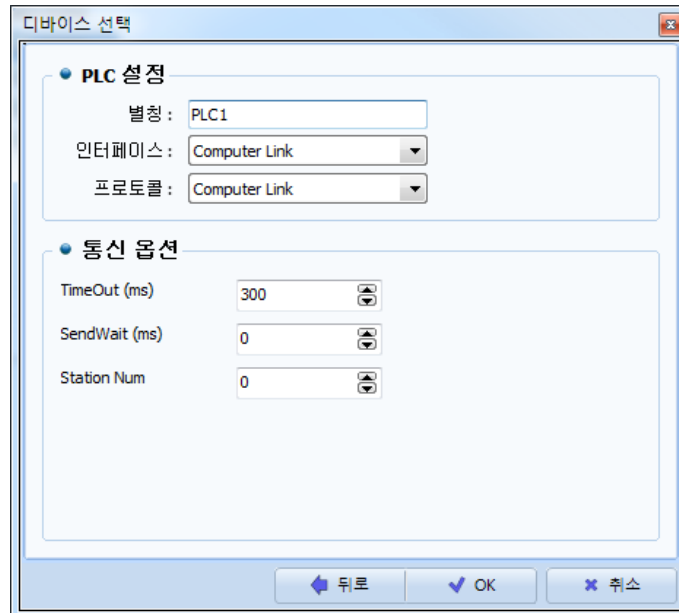 디바이스 선택
PLC 설정
별칭 : PLC1
인터페이스 : Computer Link
프로토콜 : Computer Link
통신 옵션
TimeOut (ms) 300
SendWait (ms) 0
Station Num 0
뒤로 OK 취소